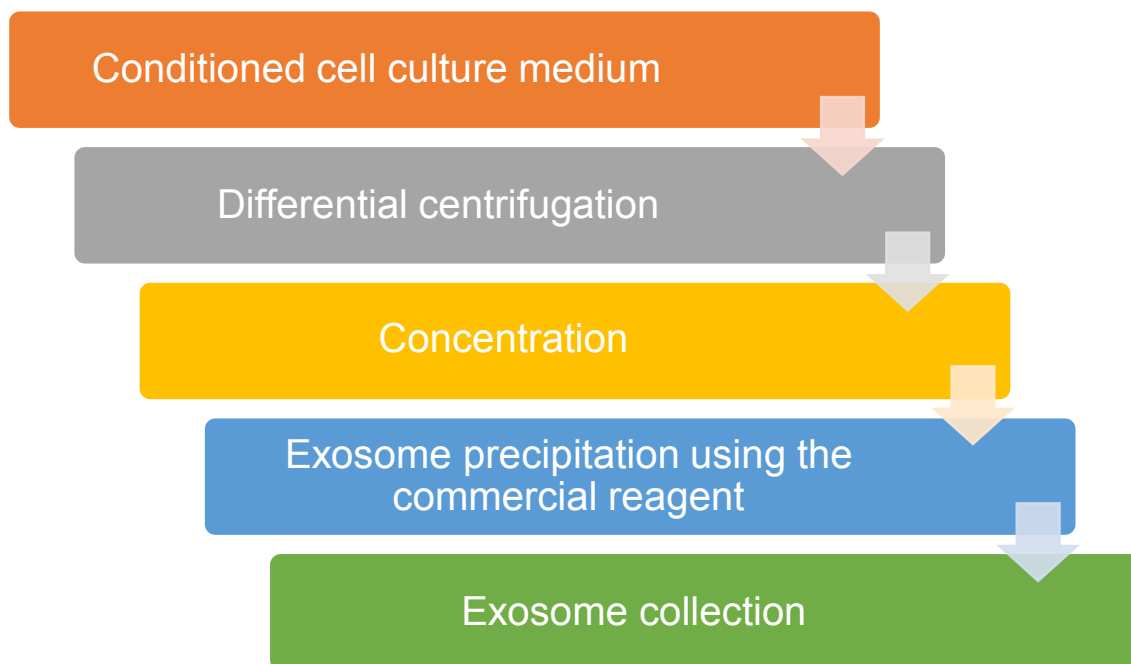 Conditioned cell culture medium
Differential centrifugation
Concentration
Exosome precipitation using the
commercial reagent
Exosome collection